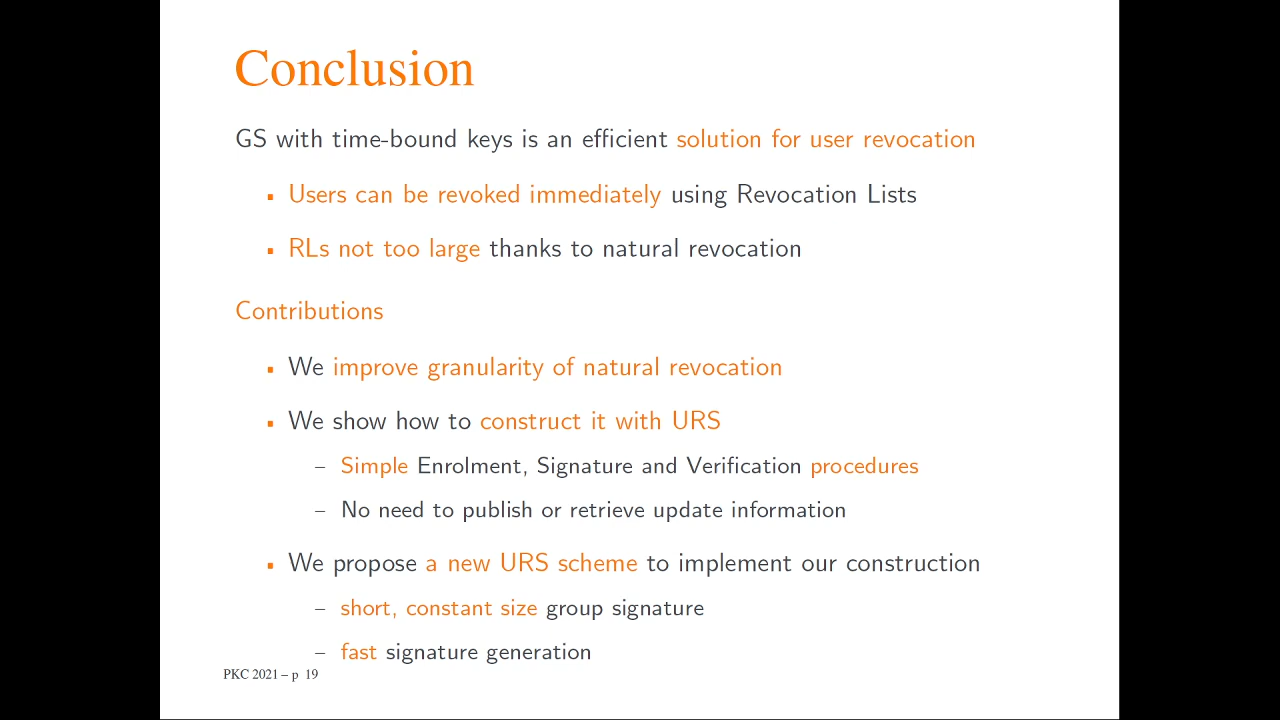 Conclusion
GS with time-bound keys is an efficient solution for user revocation
▪ Users can be revoked immediately using Revocation Lists
▪ RLs not too large thanks to natural revocation
Contributions
▪ We improve granularity of natural revocation
▪ We show how to construct it with URS
– Simple Enrolment, Signature and Verification procedures
– No need to publish or retrieve update information
▪ We propose a new URS scheme to implement our construction
– short, constant size group signature
– fast signature generation
PKC 2021 – p 19